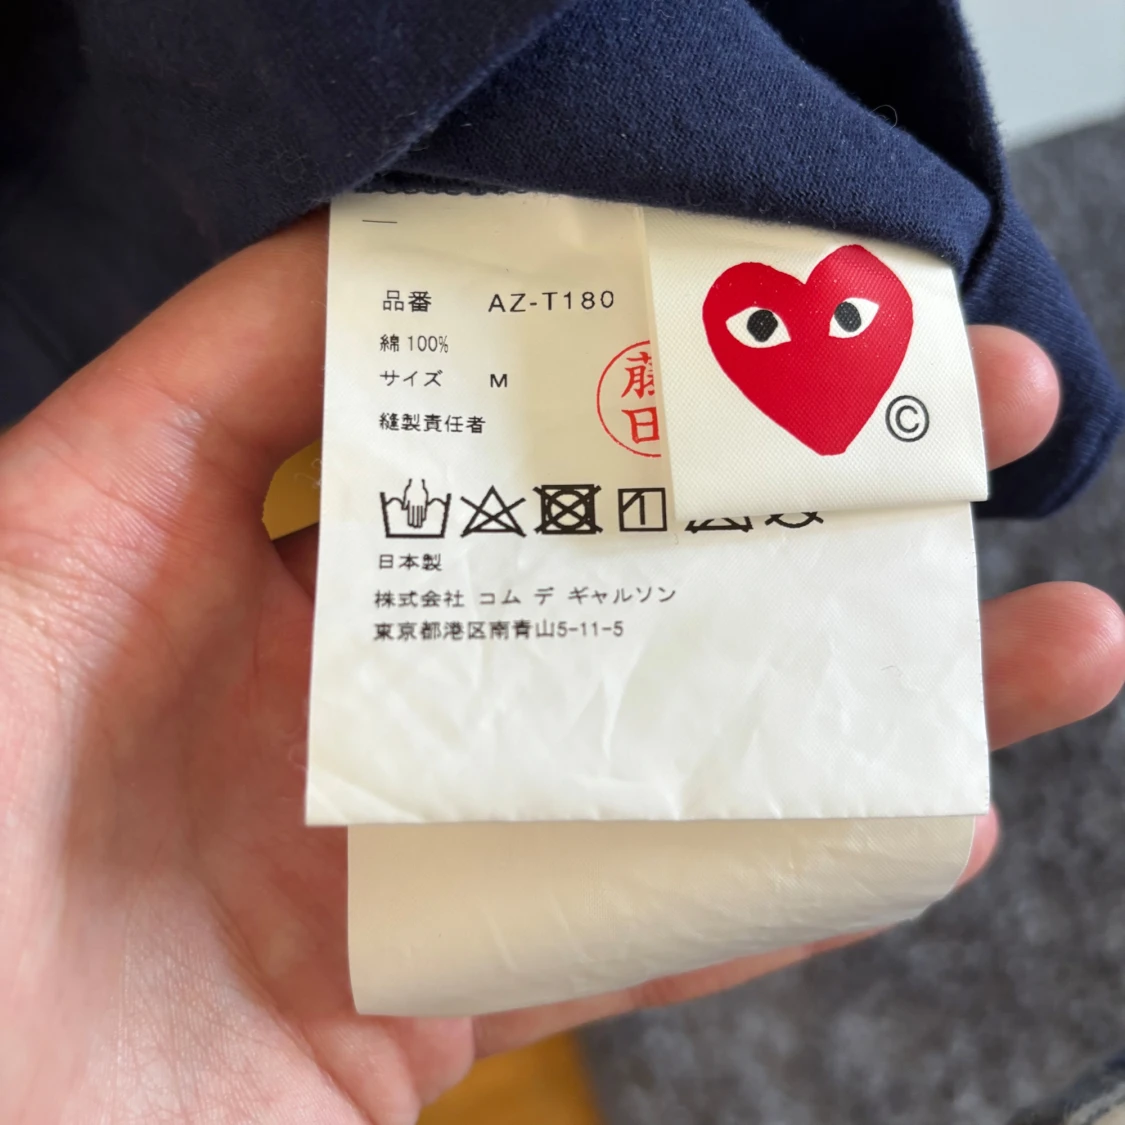 品番 AZ-T180
綿 100%
サイズ M
縫製責任者
藤
日
©
日本製
株式会社 コム デ ギャルソン
東京都港区南青山5-11-5